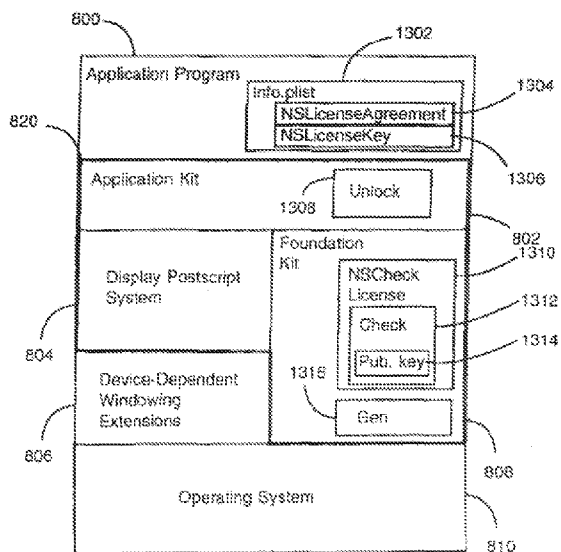 800
1302
Application Program
Info.plist
1304
NSLicenseAgreement
NSLicenseKey
820
1306
Application Kit
1308
Unlock
Foundation
Kit
802
1310
NSCheck
License
1312
Display Postscript
System
Check
1314
Pub. key
804
Device-Dependent
Windowing
Extensions
1316
Gen
806
808
Operating System
810